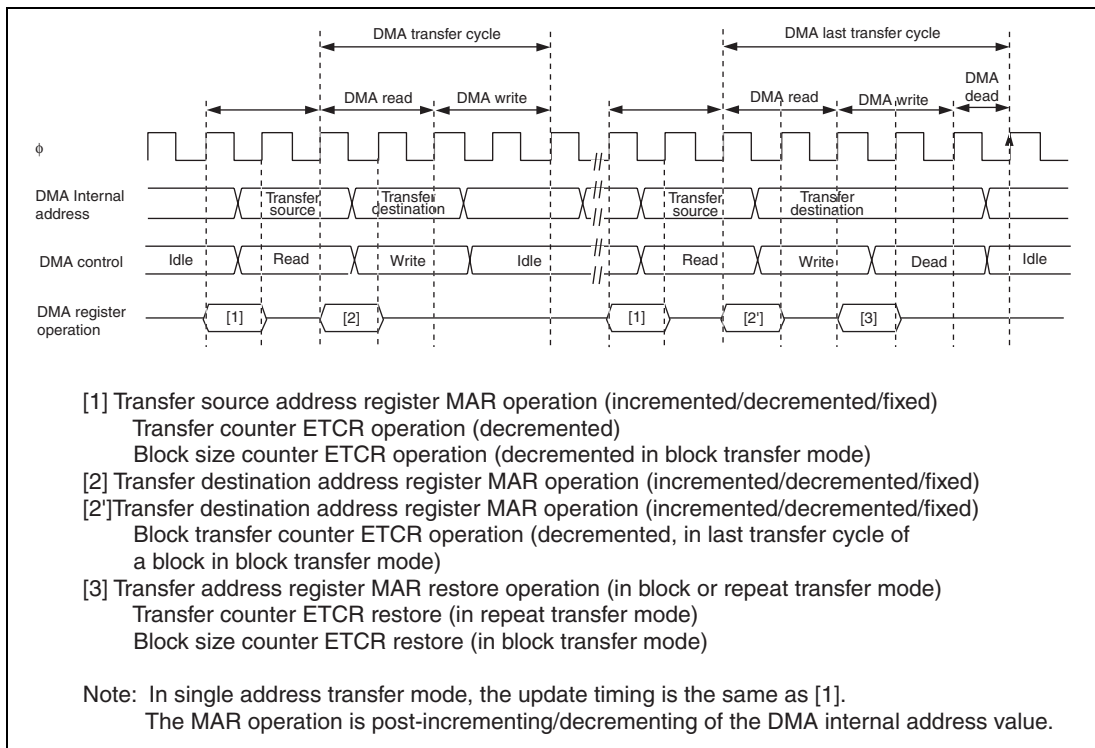 DMA transfer cycle
DMA last transfer cycle
DMA read
DMA write
DMA read
DMA write
DMA
dead
ϕ
DMA Internal
address
Transfer
source
Transfer
destination
Transfer
source
Transfer
destination
DMA control
Idle
Read
Write
Idle
Read
Write
Dead
Idle
DMA register
operation
[1]
[2]
[1]
[2']
[3]
[1] Transfer source address register MAR operation (incremented/decremented/fixed)
Transfer counter ETCR operation (decremented)
Block size counter ETCR operation (decremented in block transfer mode)
[2] Transfer destination address register MAR operation (incremented/decremented/fixed)
[2']Transfer destination address register MAR operation (incremented/decremented/fixed)
Block transfer counter ETCR operation (decremented, in last transfer cycle of
a block in block transfer mode)
[3] Transfer address register MAR restore operation (in block or repeat transfer mode)
Transfer counter ETCR restore (in repeat transfer mode)
Block size counter ETCR restore (in block transfer mode)
Note: In single address transfer mode, the update timing is the same as [1].
The MAR operation is post-incrementing/decrementing of the DMA internal address value.